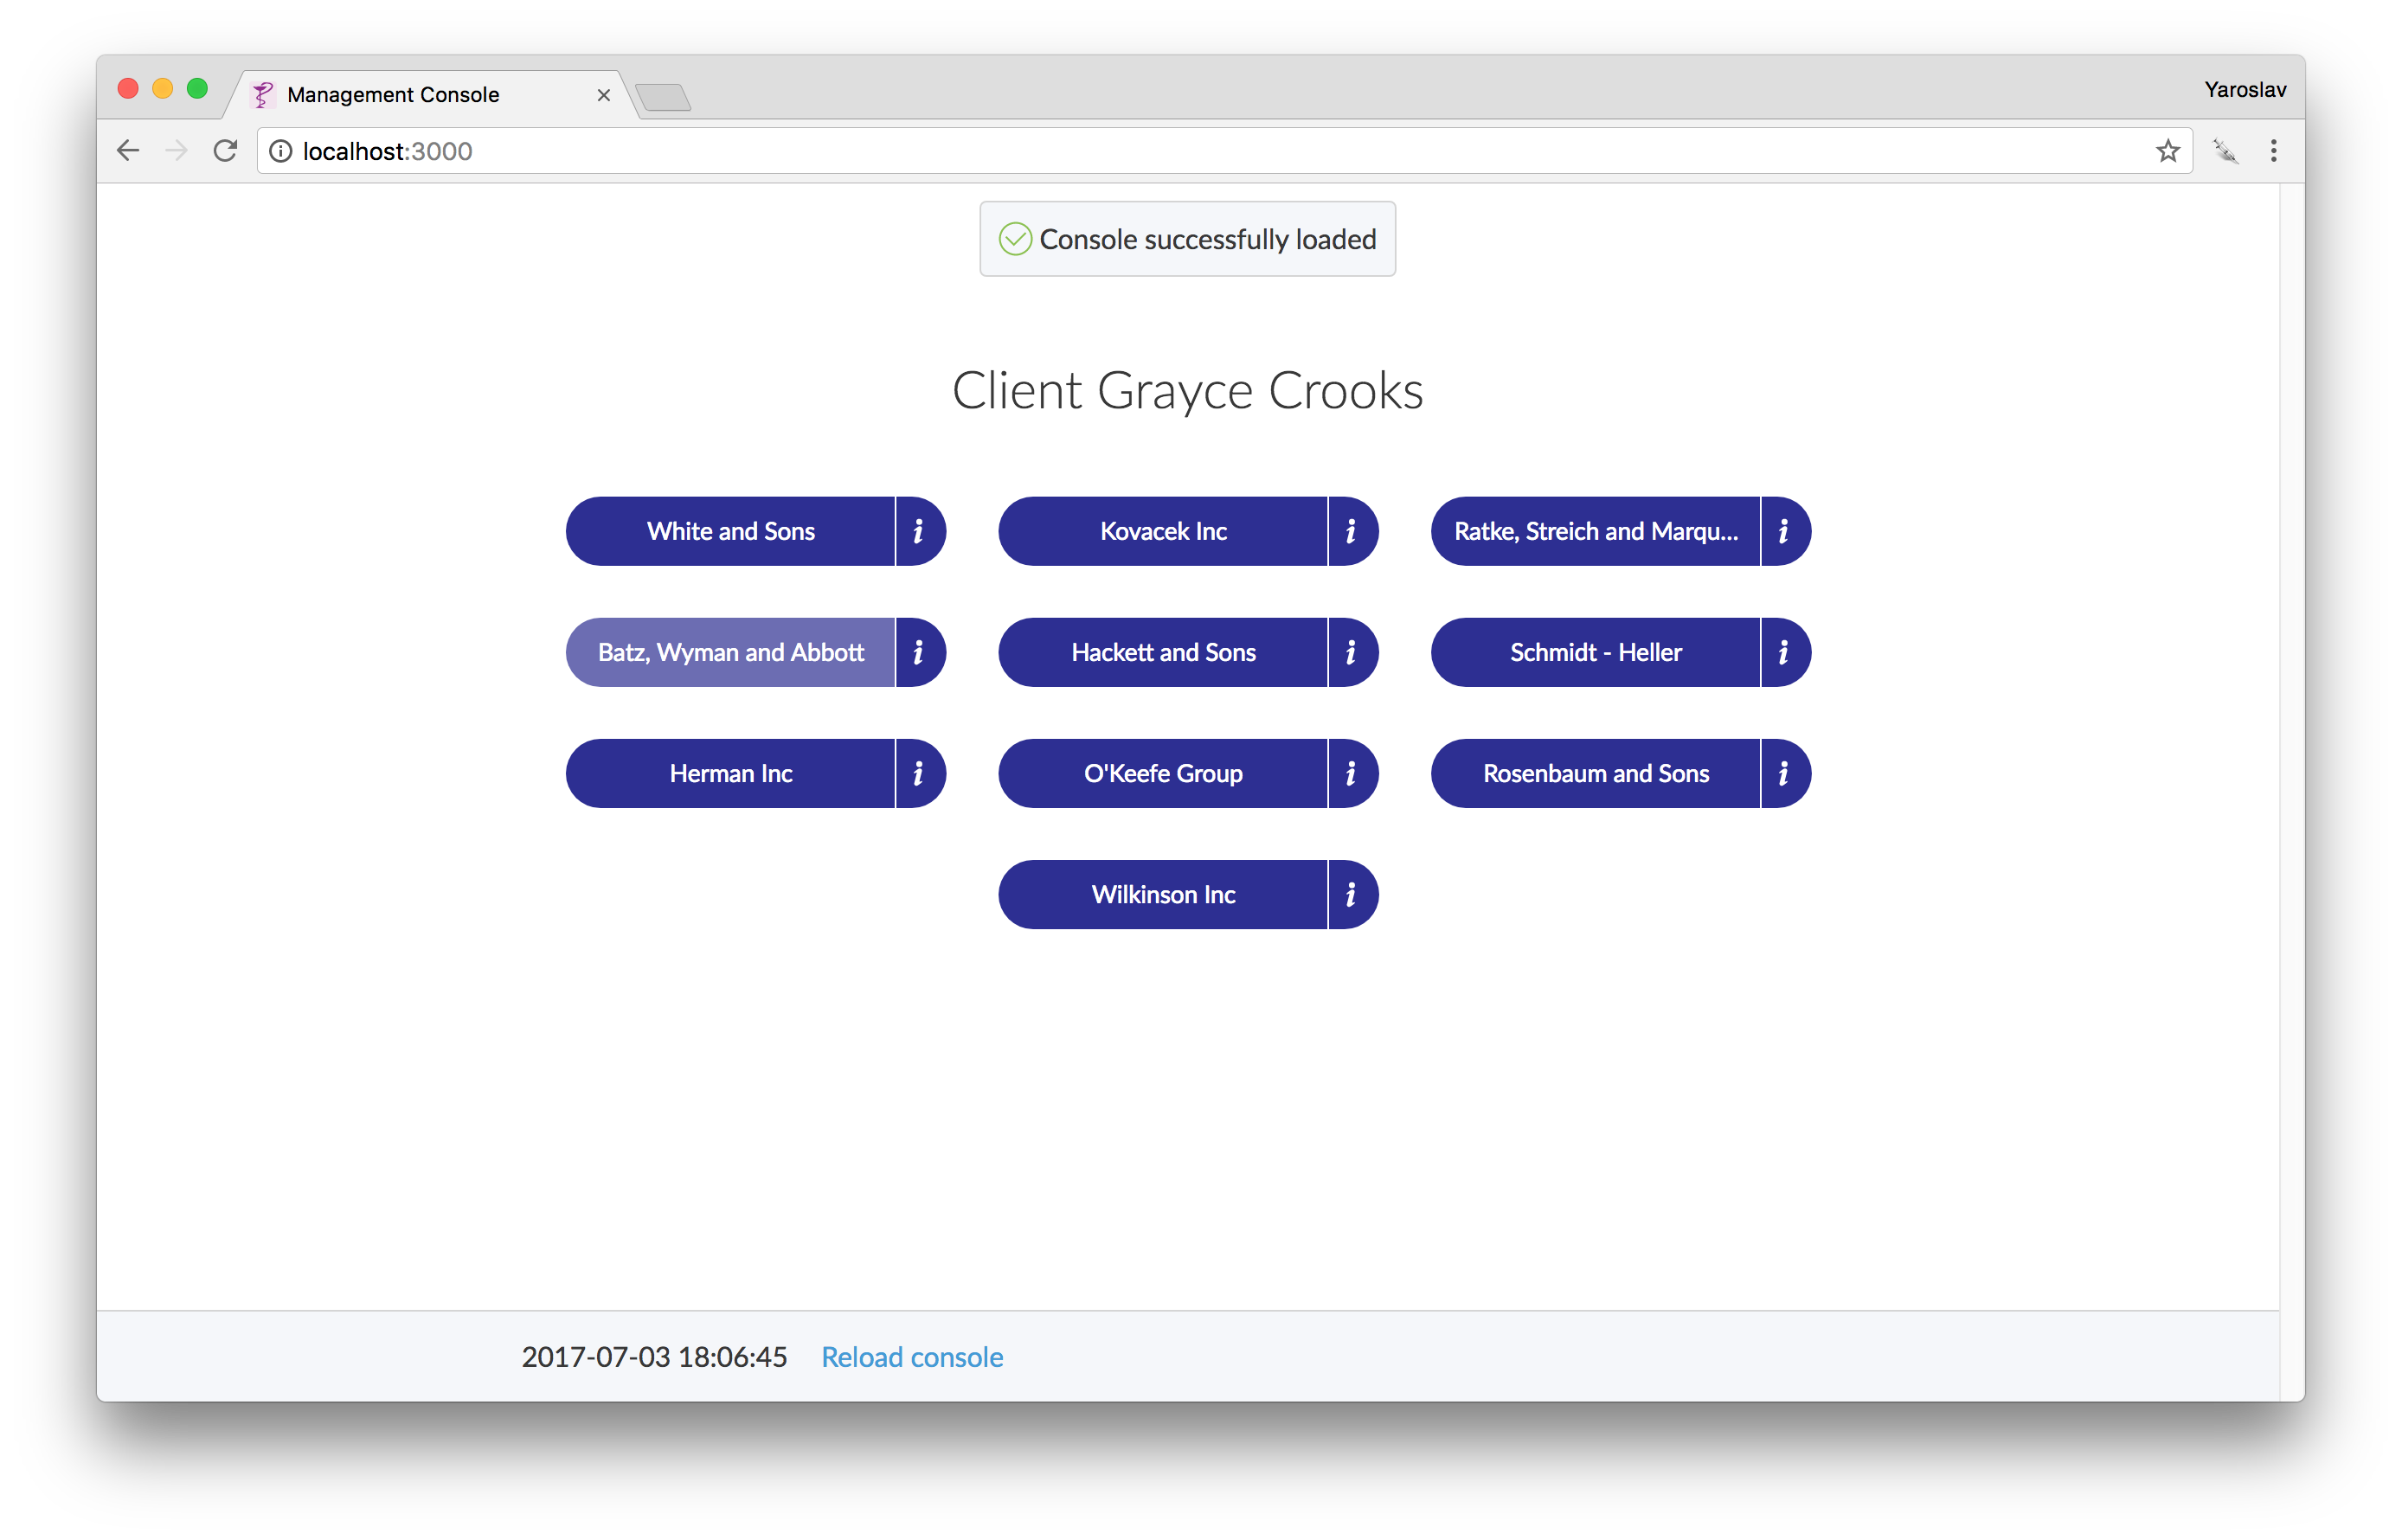 Management Console
Yaroslav
localhost:3000
Console successfully loaded
Client Grayce Crooks
White and Sons i
Kovacek Inc i
Ratke, Streich and Marqu... i
Batz, Wyman and Abbott i
Hackett and Sons i
Schmidt - Heller i
Herman Inc i
O'Keefe Group i
Rosenbaum and Sons i
Wilkinson Inc i
2017-07-03 18:06:45 Reload console